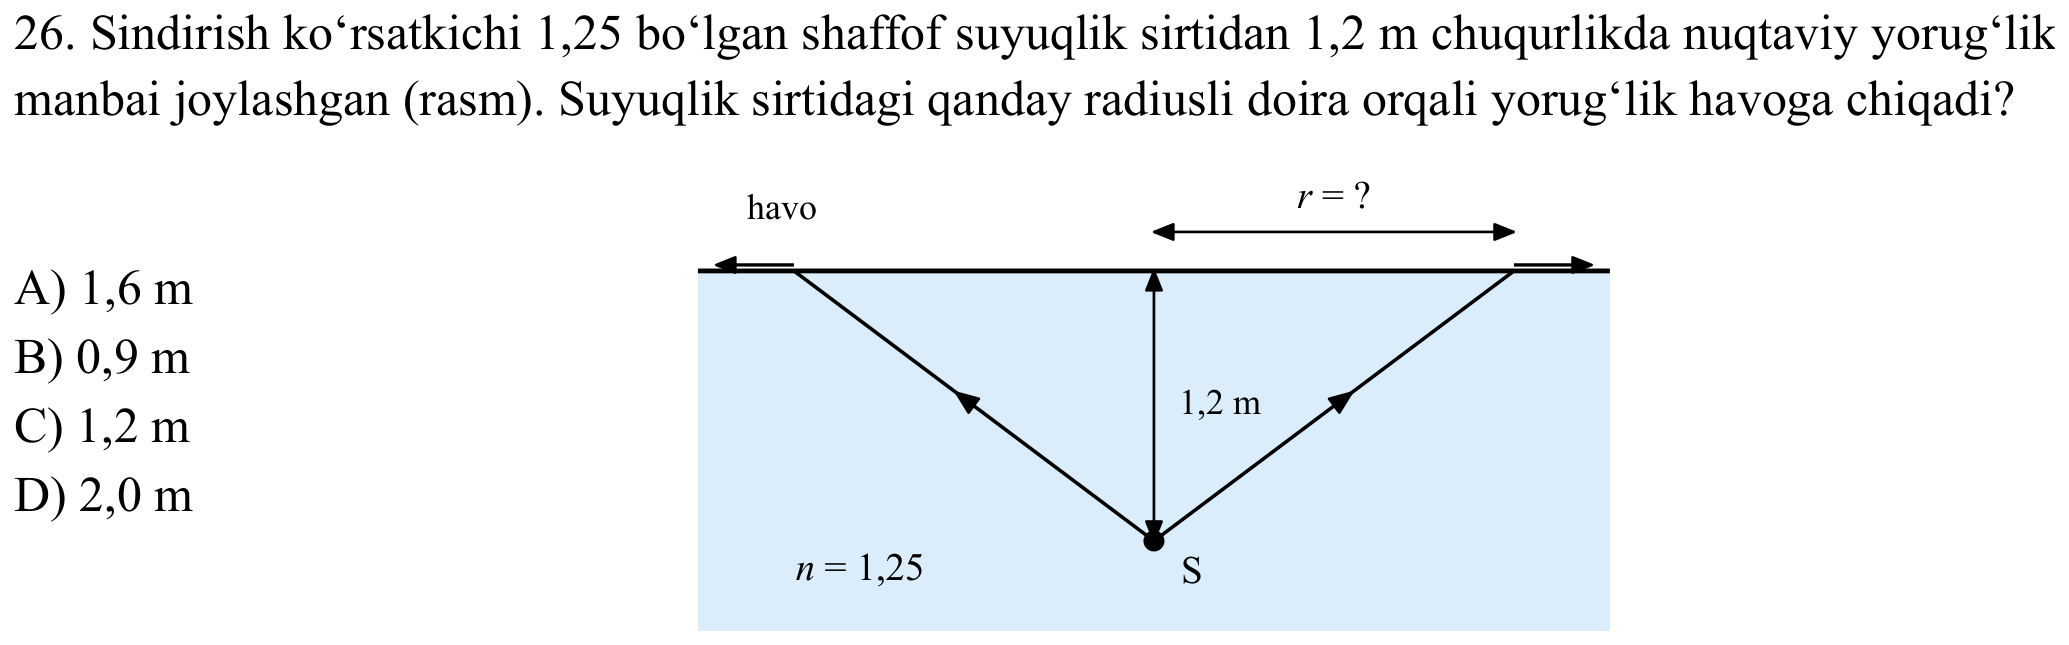 26. Sindirish ko‘rsatkichi 1,25 bo‘lgan shaffof suyuqlik sirtidan 1,2 m chuqurlikda nuqtaviy yorug‘lik
manbai joylashgan (rasm). Suyuqlik sirtidagi qanday radiusli doira orqali yorug‘lik havoga chiqadi?
havo
r = ?
A) 1,6 m
B) 0,9 m
C) 1,2 m
D) 2,0 m
1,2 m
n = 1,25
S